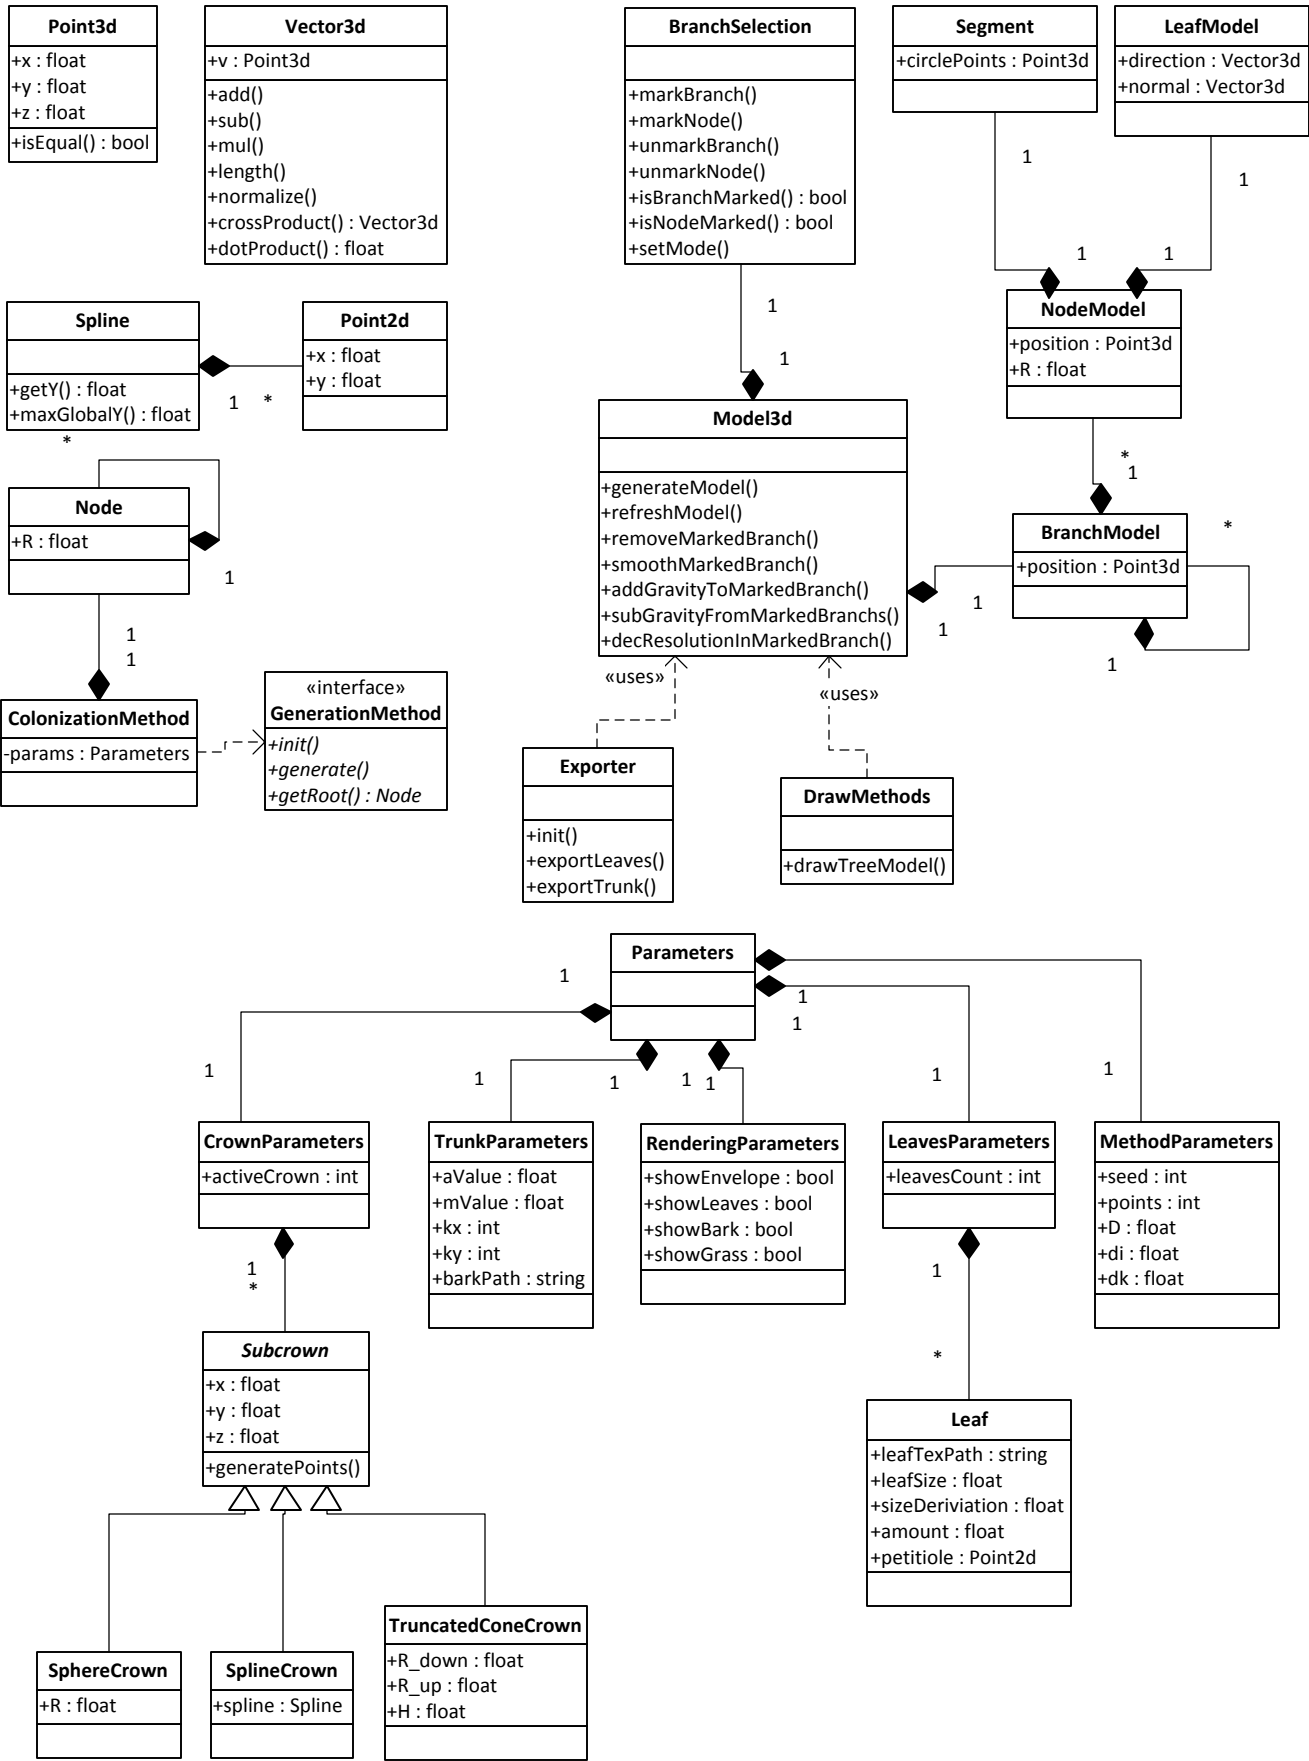 Point3d
+x : float
+y : float
+z : float
+isEqual() : bool
Vector3d
+v : Point3d
+add()
+sub()
+mul()
+length()
+normalize()
+crossProduct() : Vector3d
+dotProduct() : float
BranchSelection
+markBranch()
+markNode()
+unmarkBranch()
+unmarkNode()
+isBranchMarked() : bool
+isNodeMarked() : bool
+setMode()
Segment
+circlePoints : Point3d
LeafModel
+direction : Vector3d
+normal : Vector3d
1
1
1
1
Spline
+getY() : float
+maxGlobalY() : float
1
*
Point2d
+x : float
+y : float
1
1
NodeModel
+position : Point3d
+R : float
*
1
Model3d
+generateModel()
+refreshModel()
+removeMarkedBranch()
+smoothMarkedBranch()
+addGravityToMarkedBranch()
+subGravityFromMarkedBranchs()
+decResolutionInMarkedBranch()
BranchModel
+position : Point3d
*
1
1
1
*
Node
+R : float
1
1
1
ColonizationMethod
-params : Parameters
«interface»
GenerationMethod
+init()
+generate()
+getRoot() : Node
«uses»
«uses»
Exporter
+init()
+exportLeaves()
+exportTrunk()
DrawMethods
+drawTreeModel()
Parameters
1
1
1
1
1
1
1
1
1
1
CrownParameters
+activeCrown : int
TrunkParameters
+aValue : float
+mValue : float
+kx : int
+ky : int
+barkPath : string
RenderingParameters
+showEnvelope : bool
+showLeaves : bool
+showBark : bool
+showGrass : bool
LeavesParameters
+leavesCount : int
MethodParameters
+seed : int
+points : int
+D : float
+di : float
+dk : float
1
*
1
*
Subcrown
+x : float
+y : float
+z : float
+generatePoints()
Leaf
+leafTexPath : string
+leafSize : float
+sizeDeriviation : float
+amount : float
+petitiole : Point2d
SphereCrown
+R : float
SplineCrown
+spline : Spline
TruncatedConeCrown
+R_down : float
+R_up : float
+H : float